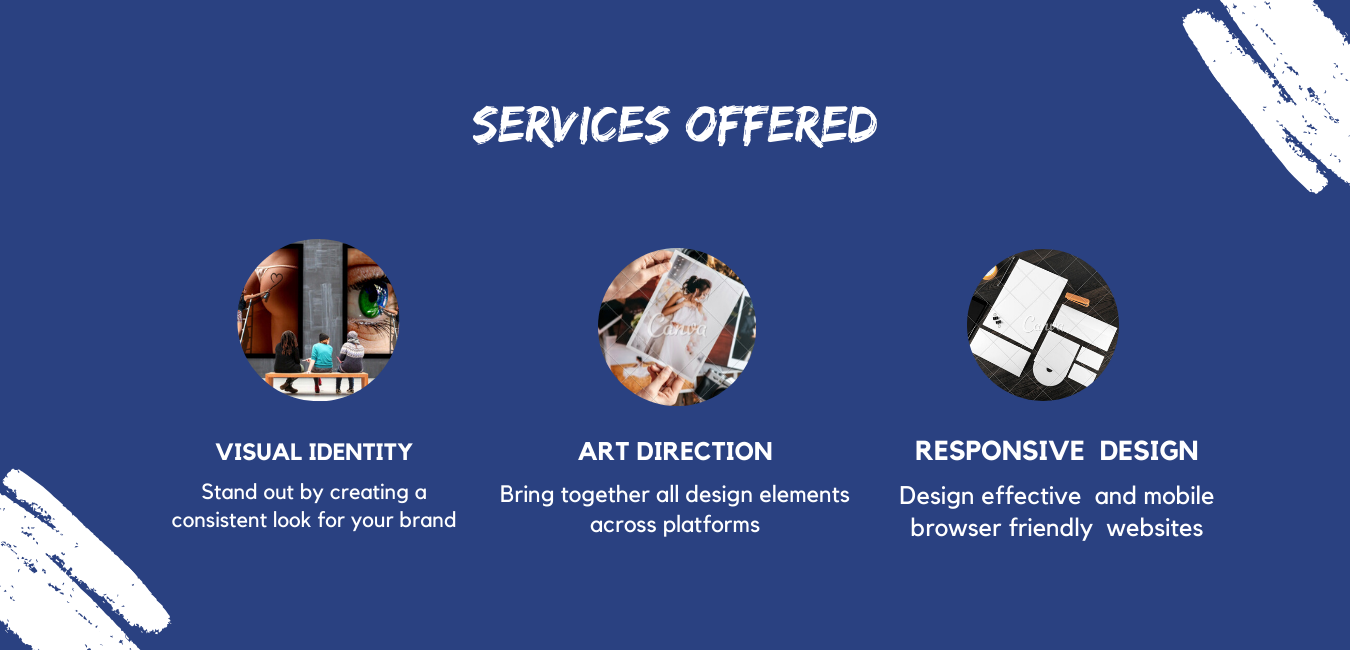 SERVICES OFFERED
Canva
Canva
VISUAL IDENTITY
Stand out by creating a
consistent look for your brand
ART DIRECTION
Bring together all design elements
across platforms
RESPONSIVE DESIGN
Design effective and mobile
browser friendly websites